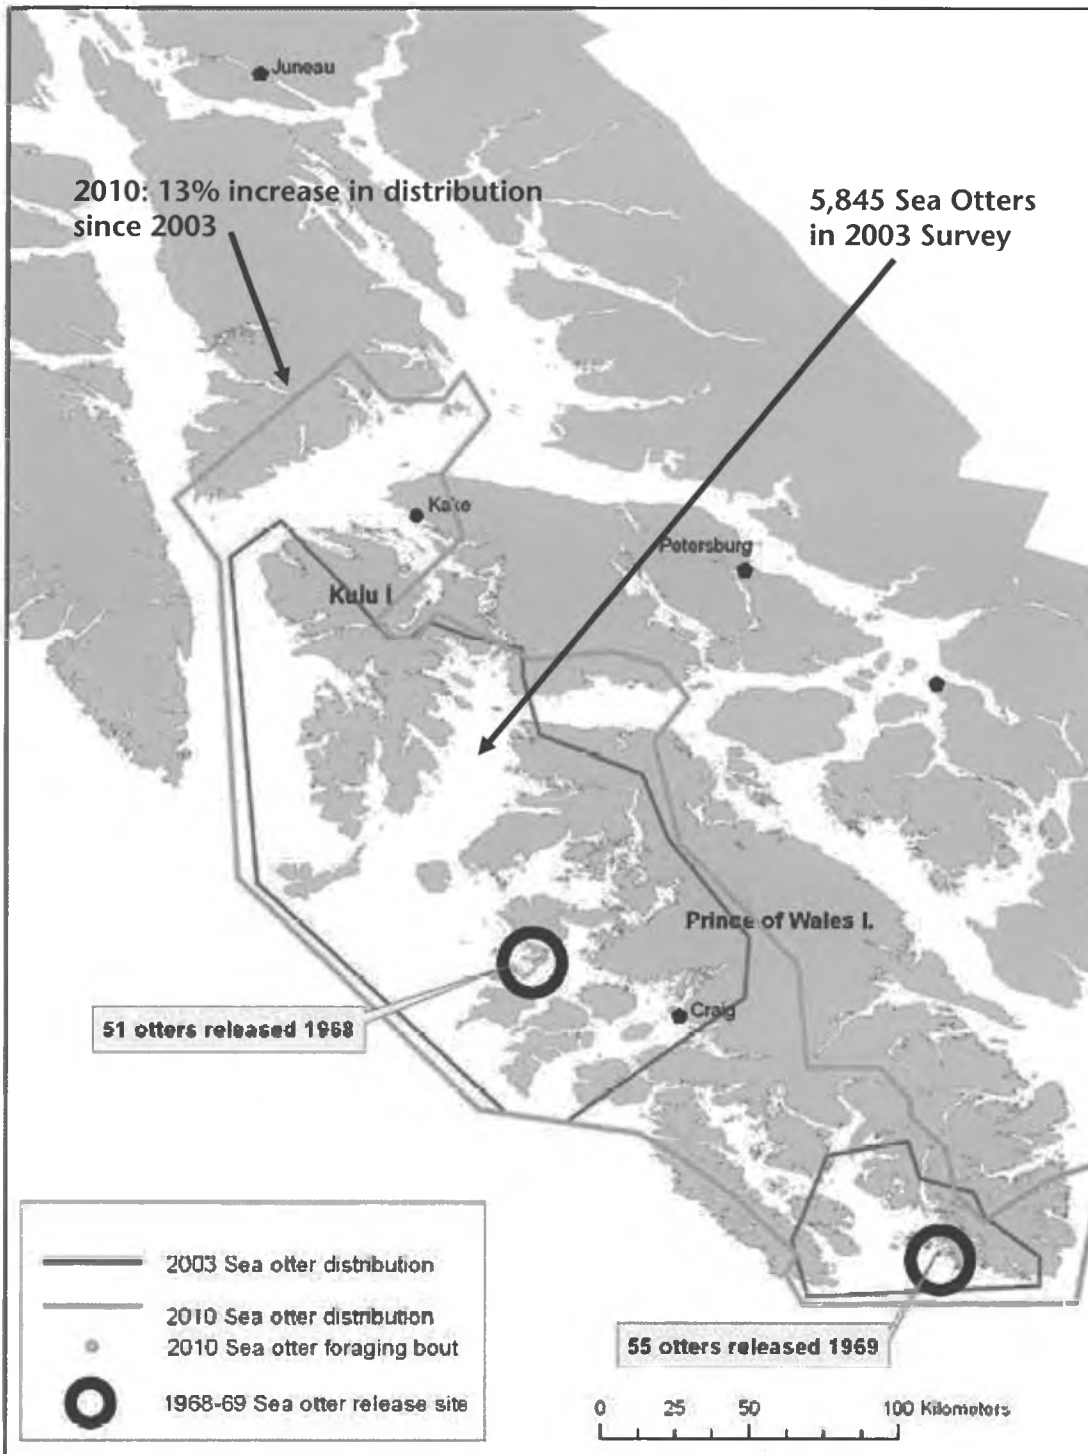 Juneau
2010: 13% increase in distribution
since 2003
5,845 Sea Otters
in 2003 Survey
Kake
Petersburg
Kulu I
Prince of Wales I.
51 otters released 1968
Craig
2003 Sea otter distribution
2010 Sea otter distribution
2010 Sea otter foraging bout
1968-69 Sea otter release site
55 otters released 1969
0 25 50 100 Kilometers